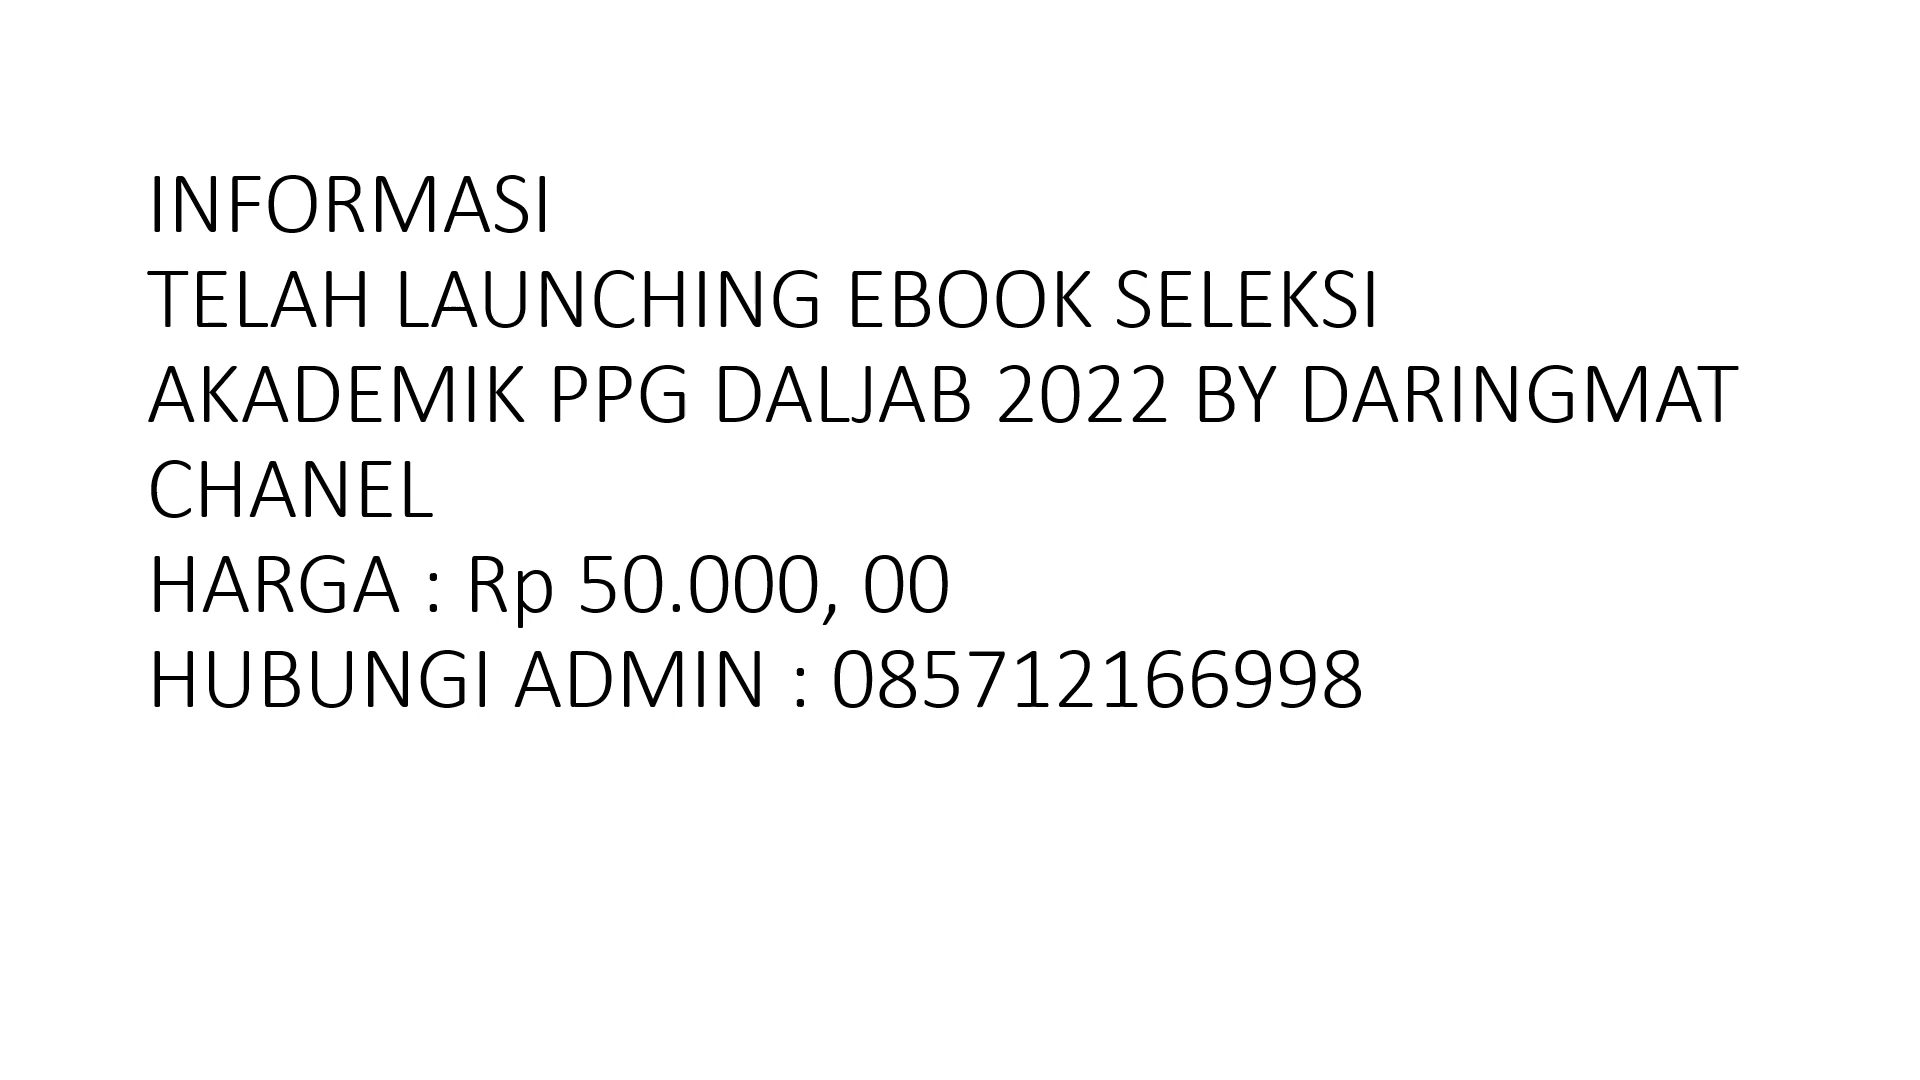 INFORMASI
TELAH LAUNCHING EBOOK SELEKSI
AKADEMIK PPG DALJAB 2022 BY DARINGMAT
CHANEL
HARGA : Rp 50.000, 00
HUBUNGI ADMIN : 085712166998